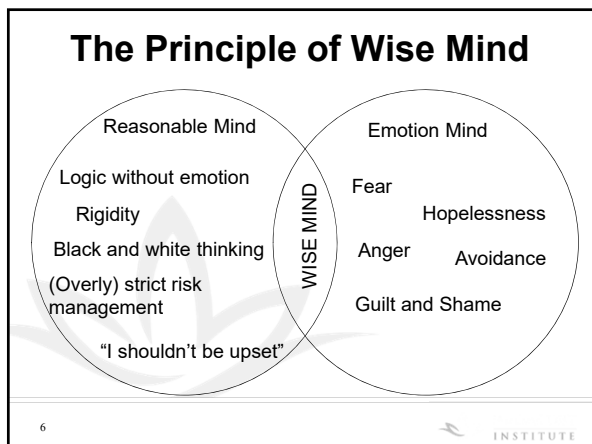 The Principle of Wise Mind
Reasonable Mind
Logic without emotion
Rigidity
Black and white thinking
(Overly) strict risk
management
“I shouldn’t be upset”
WISE MIND
Emotion Mind
Fear
Hopelessness
Anger
Avoidance
Guilt and Shame
6
INSTITUTE